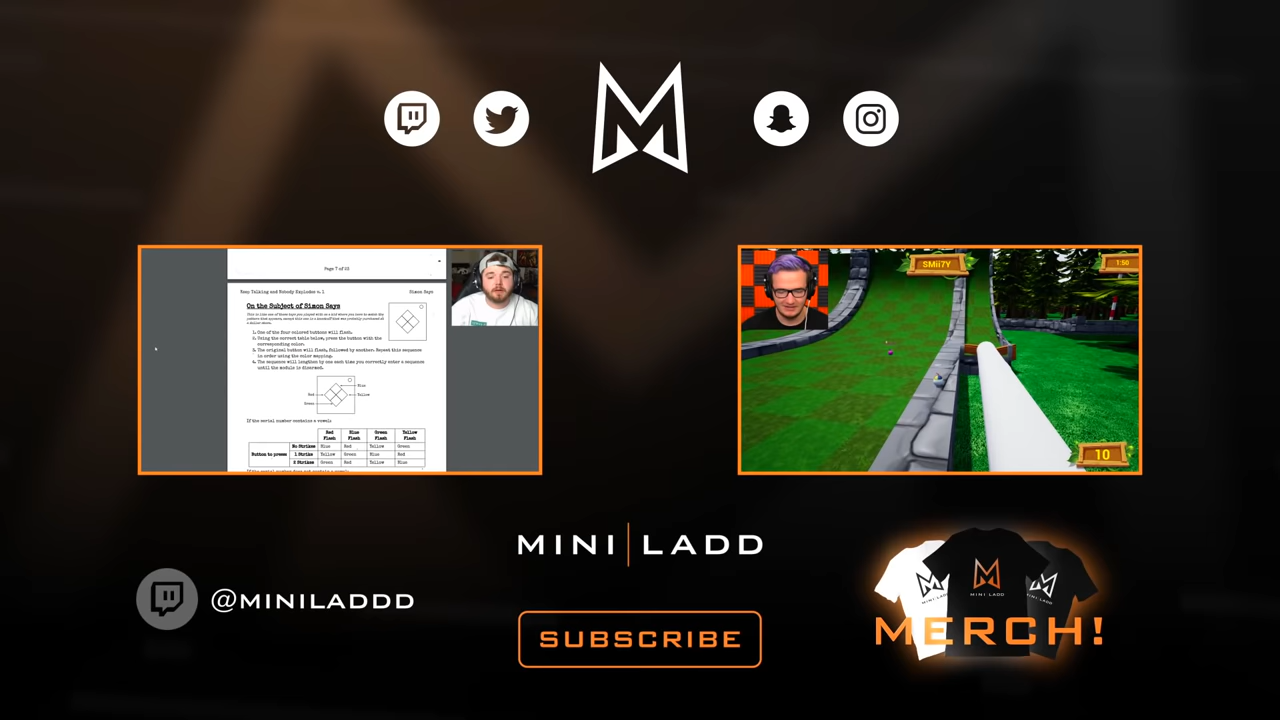 Page 7 of 23
Keep Talking and Nobody Explodes v. 1
Simon Says
On the Subject of Simon Says
1. One of the four colored buttons will flash.
2. Using the correct table below, press the button with the
corresponding color.
3. The original button will flash, followed by another. Repeat this sequence
in order using the color mapping.
4. The sequence will lengthen by one each time you correctly enter a sequence
until the module is disarmed.
Blue
Red
Yellow
Green
If the serial number contains a vowel:
Red Flash
Blue Flash
Green Flash
Yellow Flash
Button to press:
No Strikes Blue Red Yellow Green
1 Strike Yellow Green Blue Red
2 Strikes Green Red Yellow Blue
SMii7Y
1:50
10
MINI LADD
@MINILADDD
SUBSCRIBE
MINI LADD
MERCH!